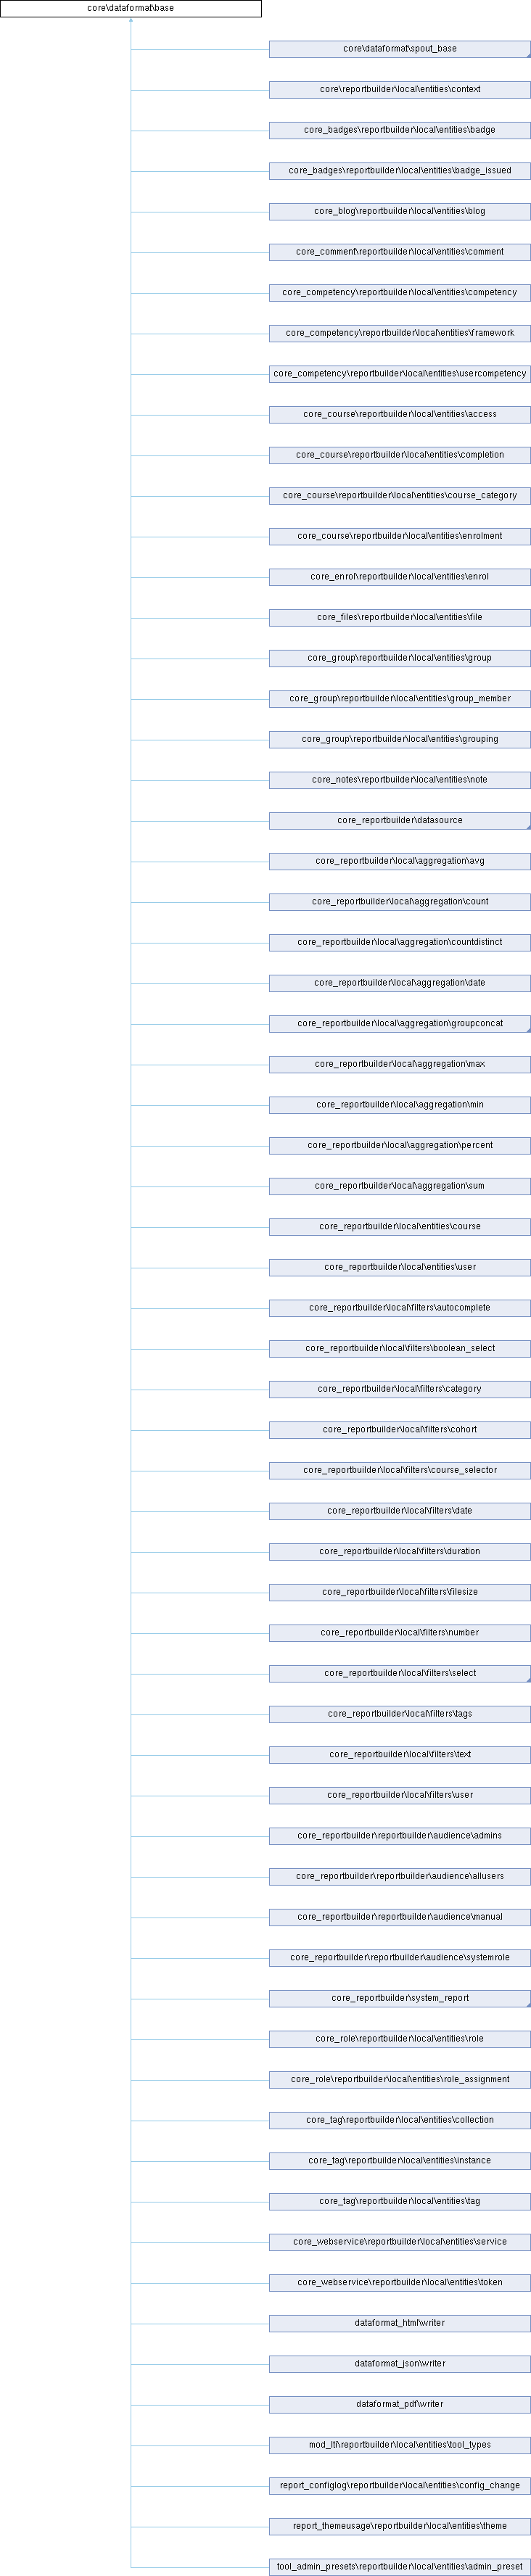 core\dataformat\base
core\dataformat\spout_base
core\reportbuilder\local\entities\context
core_badges\reportbuilder\local\entities\badge
core_badges\reportbuilder\local\entities\badge_issued
core_blog\reportbuilder\local\entities\blog
core_comment\reportbuilder\local\entities\comment
core_competency\reportbuilder\local\entities\competency
core_competency\reportbuilder\local\entities\framework
core_competency\reportbuilder\local\entities\usercompetency
core_course\reportbuilder\local\entities\access
core_course\reportbuilder\local\entities\completion
core_course\reportbuilder\local\entities\course_category
core_course\reportbuilder\local\entities\enrolment
core_enrol\reportbuilder\local\entities\enrol
core_files\reportbuilder\local\entities\file
core_group\reportbuilder\local\entities\group
core_group\reportbuilder\local\entities\group_member
core_group\reportbuilder\local\entities\grouping
core_notes\reportbuilder\local\entities\note
core_reportbuilder\datasource
core_reportbuilder\local\aggregation\avg
core_reportbuilder\local\aggregation\count
core_reportbuilder\local\aggregation\countdistinct
core_reportbuilder\local\aggregation\date
core_reportbuilder\local\aggregation\groupconcat
core_reportbuilder\local\aggregation\max
core_reportbuilder\local\aggregation\min
core_reportbuilder\local\aggregation\percent
core_reportbuilder\local\aggregation\sum
core_reportbuilder\local\entities\course
core_reportbuilder\local\entities\user
core_reportbuilder\local\filters\autocomplete
core_reportbuilder\local\filters\boolean_select
core_reportbuilder\local\filters\category
core_reportbuilder\local\filters\cohort
core_reportbuilder\local\filters\course_selector
core_reportbuilder\local\filters\date
core_reportbuilder\local\filters\duration
core_reportbuilder\local\filters\filesize
core_reportbuilder\local\filters\number
core_reportbuilder\local\filters\select
core_reportbuilder\local\filters\tags
core_reportbuilder\local\filters\text
core_reportbuilder\local\filters\user
core_reportbuilder\reportbuilder\audience\admins
core_reportbuilder\reportbuilder\audience\allusers
core_reportbuilder\reportbuilder\audience\manual
core_reportbuilder\reportbuilder\audience\systemrole
core_reportbuilder\system_report
core_role\reportbuilder\local\entities\role
core_role\reportbuilder\local\entities\role_assignment
core_tag\reportbuilder\local\entities\collection
core_tag\reportbuilder\local\entities\instance
core_tag\reportbuilder\local\entities\tag
core_webservice\reportbuilder\local\entities\service
core_webservice\reportbuilder\local\entities\token
dataformat_html\writer
dataformat_json\writer
dataformat_pdf\writer
mod_lti\reportbuilder\local\entities\tool_types
report_configlog\reportbuilder\local\entities\config_change
report_themeusage\reportbuilder\local\entities\theme
tool_admin_presets\reportbuilder\local\entities\admin_preset